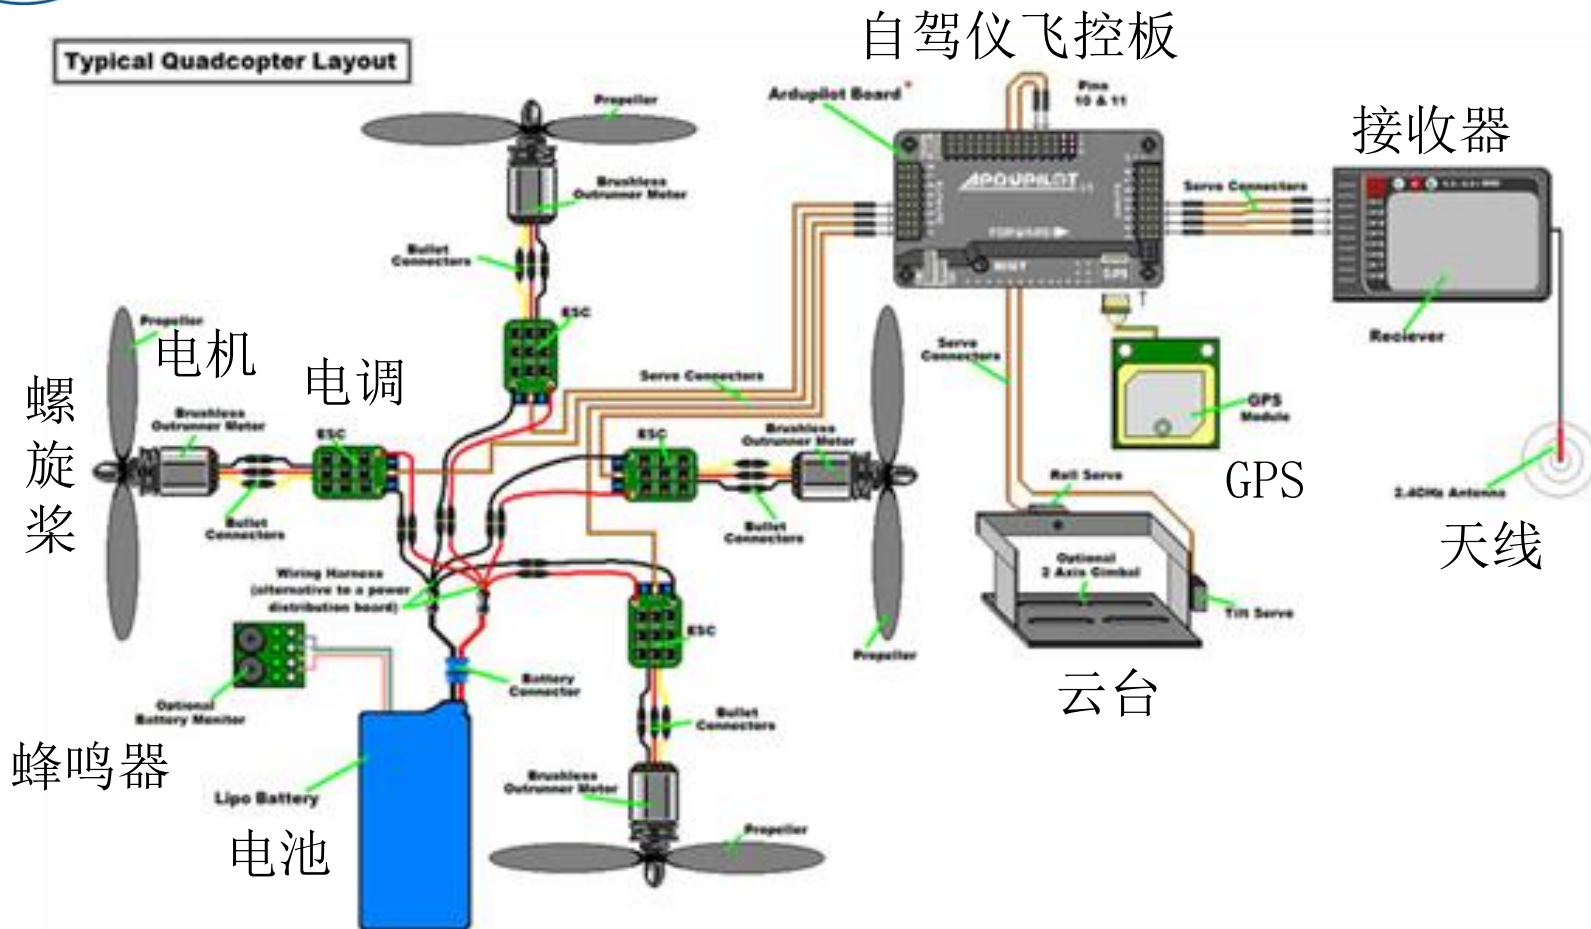 自驾仪飞控板
Typical Quadcopter Layout
Propeller
Ardupilot Board *
Pins
10 & 11
接收器
Brushless
Outrunner Motor
ARDUPILOT
Servo Connectors
FORWARD
Bullet
Connectors
RESET
GPS
ESC
Propeller
电机
电调
螺旋桨
Brushless
Outrunner Motor
ESC
Bullet
Connectors
Servo Connectors
ESC
Brushless
Outrunner Motor
Bullet
Connectors
Servo
Connectors
GPS
Module
GPS
Reciever
2.4GHz Antenna
天线
Roll Servo
Optional
2 Axis Gimbal
Tilt Servo
云台
Wiring Harness
(alternative to a power
distribution board)
ESC
Propeller
Optional
Battery Monitor
Battery
Connector
Bullet
Connectors
蜂鸣器
Lipo Battery
Brushless
Outrunner Motor
电池
Propeller